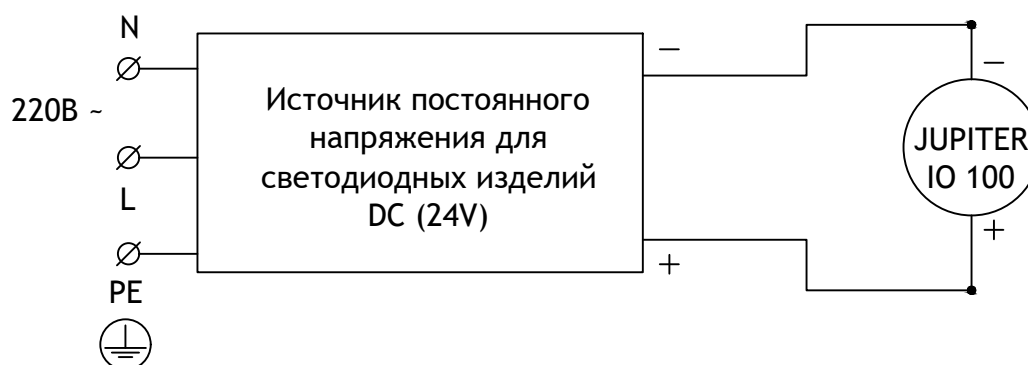 N
220В ~
L
PE
Источник постоянного
напряжения для
светодиодных изделий
DC (24V)
−
+
−
JUPITER
IO 100
+